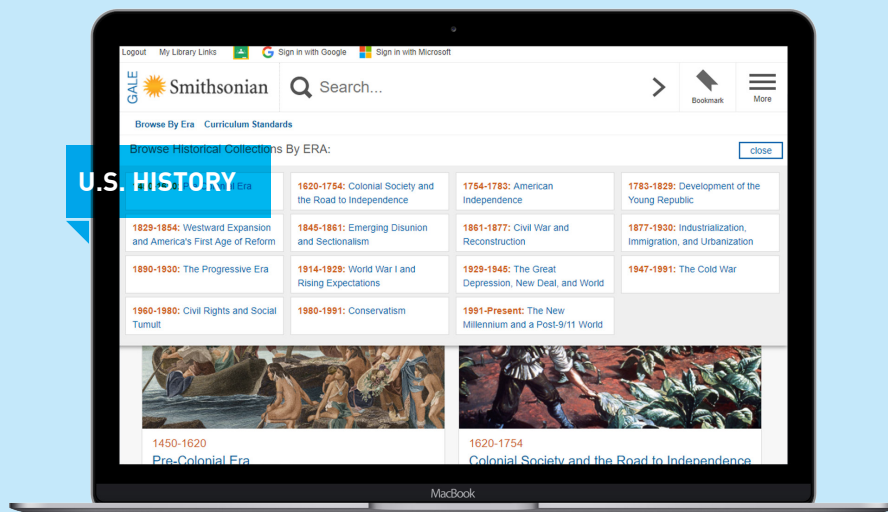 Logout My Library Links Sign in with Google Sign in with Microsoft
GALE Smithsonian Search... Bookmark More
Browse By Era Curriculum Standards
Browse Historical Collections By ERA: close
U.S. HISTORY
1620-1754: Colonial Society and
the Road to Independence
1754-1783: American
Independence
1783-1829: Development of the
Young Republic
1829-1854: Westward Expansion
and America's First Age of Reform
1845-1861: Emerging Disunion
and Sectionalism
1861-1877: Civil War and
Reconstruction
1877-1930: Industrialization,
Immigration, and Urbanization
1890-1930: The Progressive Era
1914-1929: World War I and
Rising Expectations
1929-1945: The Great
Depression, New Deal, and World
1947-1991: The Cold War
1960-1980: Civil Rights and Social
Tumult
1980-1991: Conservatism
1991-Present: The New
Millennium and a Post-9/11 World
1450-1620
Pre-Colonial Era
1620-1754
Colonial Society and the Road to Independence
MacBook